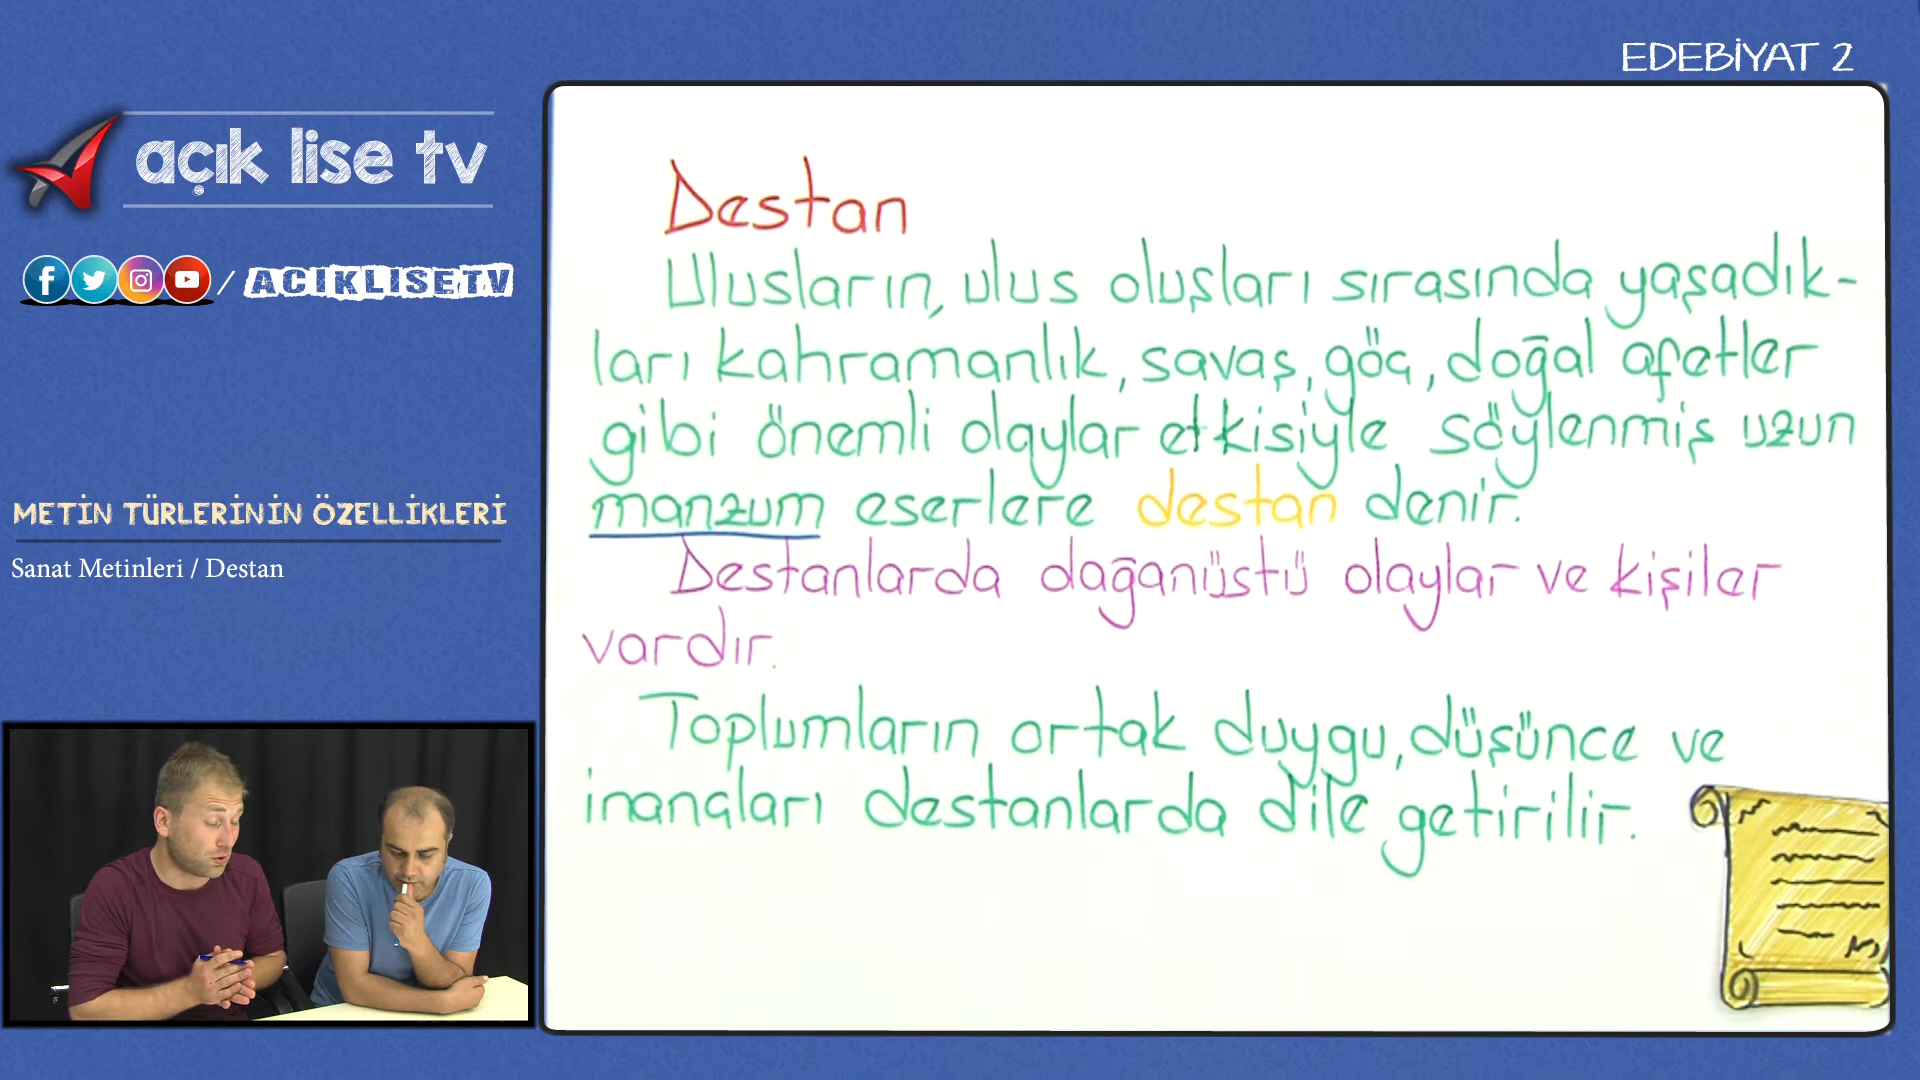 EDEBİYAT 2
açık lise tv
/ ACIKLISETV
METİN TÜRLERİNİN ÖZELLİKLERİ
Sanat Metinleri / Destan
Destan
Ulusların, ulus oluşları sırasında yaşadık-
ları kahramanlık, savaş, göç, doğal afetler
gibi önemli olaylar etkisiyle söylenmiş uzun
manzum eserlere destan denir.
Destanlarda dağanüstü olaylar ve kişiler
vardır.
Toplumların ortak duygu, düşünce ve
inançları destanlarda dile getirilir.